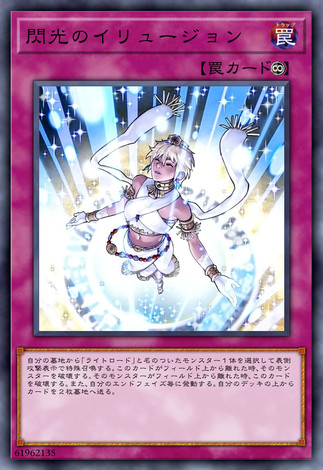 閃光のイリュージョン
トラップ
罠
【罠カード】
自分の墓地から「ライトロード」と名のついたモンスター１体を選択して表側
攻撃表示で特殊召喚する。このカードがフィールド上から離れた時、そのモン
スターを破壊する。そのモンスターがフィールド上から離れた時、このカード
を破壊する。また、自分のエンドフェイズ毎に発動する。自分のデッキの上から
カードを２枚墓地へ送る。
61962135